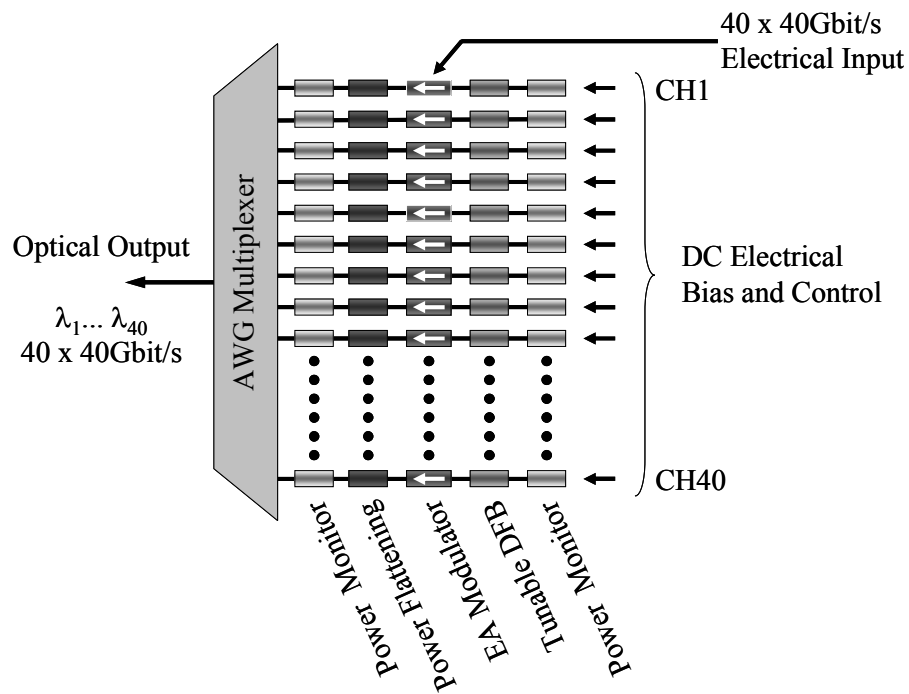 40 x 40Gbit/s
Electrical Input
CH1
AWG Multiplexer
Optical Output
λ1... λ40
40 x 40Gbit/s
DC Electrical
Bias and Control
CH40
Power Monitor
Power Flattening
EA Modulator
Tunable DFB
Power Monitor